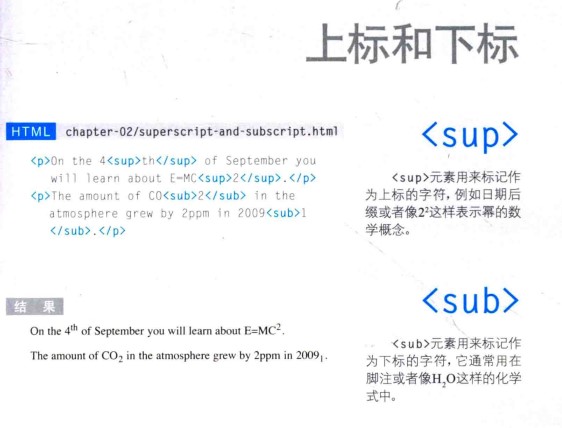 上标和下标
HTML chapter-02/superscript-and-subscript.html
<p>On the 4<sup>th</sup> of September you
will learn about E=MC<sup>2</sup>.</p>
<p>The amount of CO<sub>2</sub> in the
atmosphere grew by 2ppm in 2009<sub>1
</sub>.</p>
结 果
On the 4th of September you will learn about E=MC².
The amount of CO₂ in the atmosphere grew by 2ppm in 2009₁.
<sup>
<sup>元素用来标记作
为上标的字符，例如日期后
缀或者像2²这样表示幂的数
学概念。
<sub>
<sub>元素用来标记作
为下标的字符，它通常用在
脚注或者像H₂O这样的化学
式中。